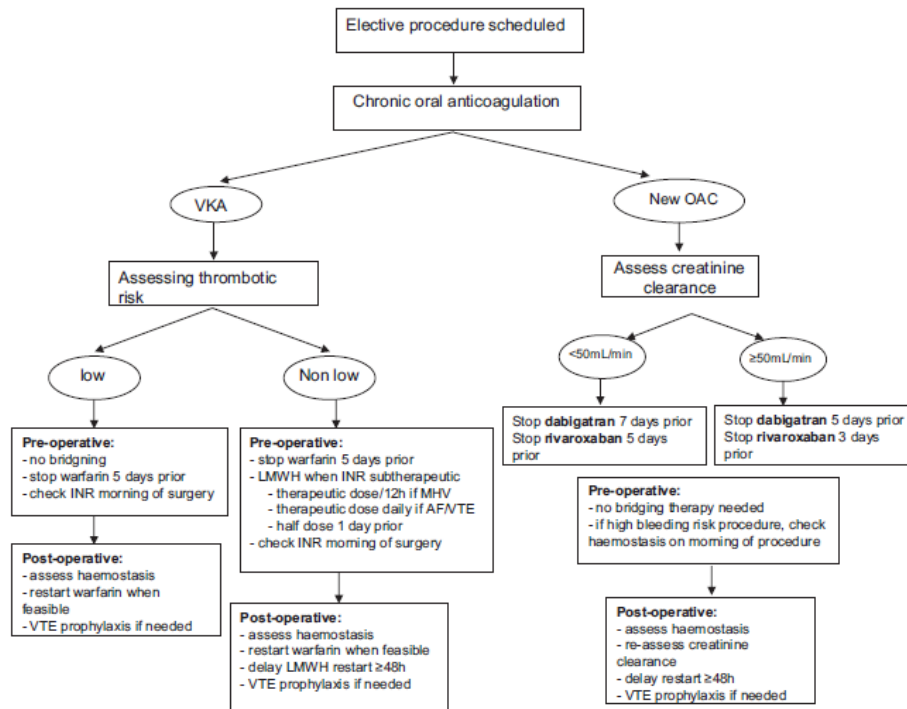 Elective procedure scheduled
Chronic oral anticoagulation
VKA
New OAC
Assessing thrombotic
risk
Assess creatinine
clearance
low
Non low
<50mL/min
≥50mL/min
Pre-operative:
- no bridgning
- stop warfarin 5 days prior
- check INR morning of surgery
Pre-operative:
- stop warfarin 5 days prior
- LMWH when INR subtherapeutic
- therapeutic dose/12h if MHV
- therapeutic dose daily if AF/VTE
- half dose 1 day prior
- check INR morning of surgery
Stop dabigatran 7 days prior
Stop rivaroxaban 5 days
prior
Stop dabigatran 5 days prior
Stop rivaroxaban 3 days
prior
Pre-operative:
- no bridging therapy needed
- if high bleeding risk procedure, check
haemostasis on morning of procedure
Post-operative:
- assess haemostasis
- restart warfarin when
feasible
- VTE prophylaxis if needed
Post-operative:
- assess haemostasis
- restart warfarin when feasible
- delay LMWH restart ≥48h
- VTE prophylaxis if needed
Post-operative:
- assess haemostasis
- re-assess creatinine
clearance
- delay restart ≥48h
- VTE prophylaxis if needed